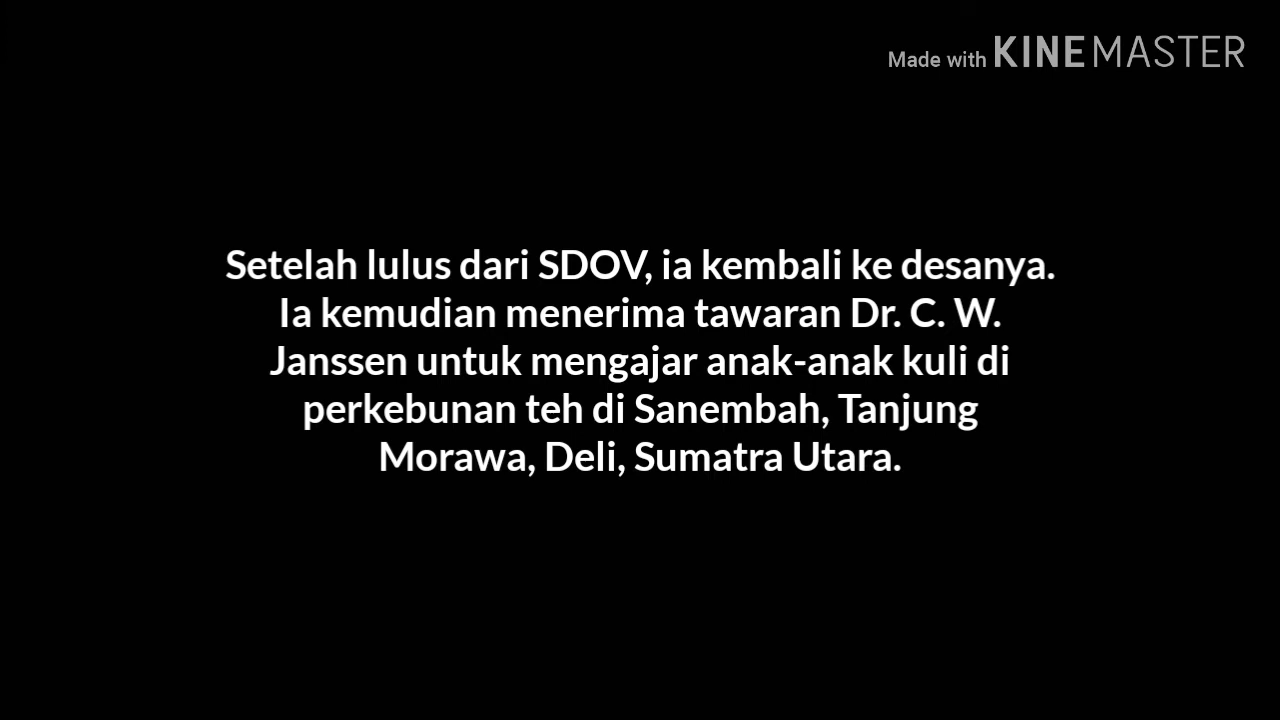 Made with KINEMASTER
Setelah lulus dari SDOV, ia kembali ke desanya.
Ia kemudian menerima tawaran Dr. C. W.
Janssen untuk mengajar anak-anak kuli di
perkebunan teh di Sanembah, Tanjung
Morawa, Deli, Sumatra Utara.